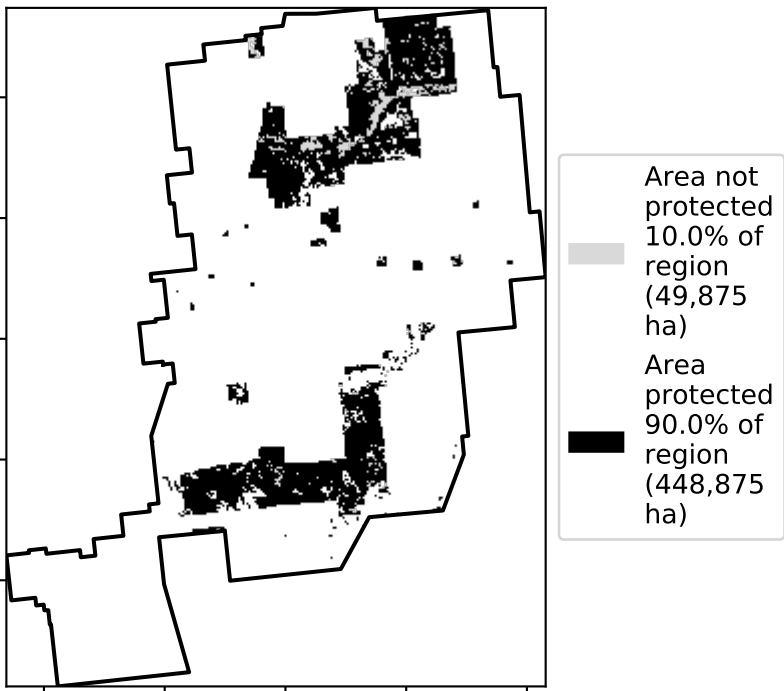 Area not
protected
10.0% of
region
(49,875
ha)
Area
protected
90.0% of
region
(448,875
ha)